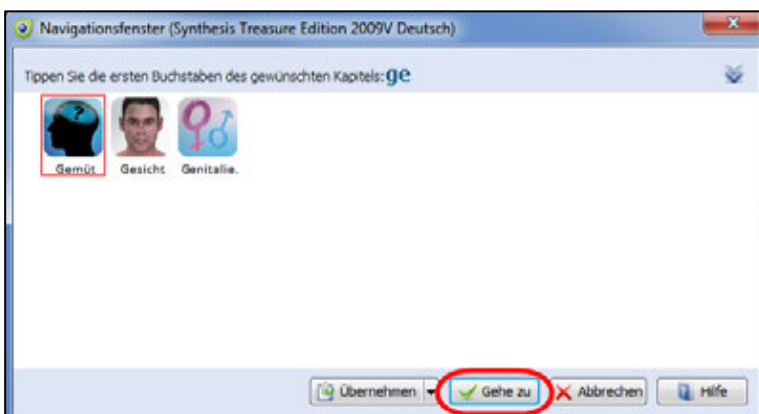 Navigationsfenster (Synthesis Treasure Edition 2009V Deutsch)
Tippen Sie die ersten Buchstaben des gewünschten Kapitels: ge
?
Gemüt Gesicht Genitalie.
Übernehmen Gehe zu Abbrechen Hilfe